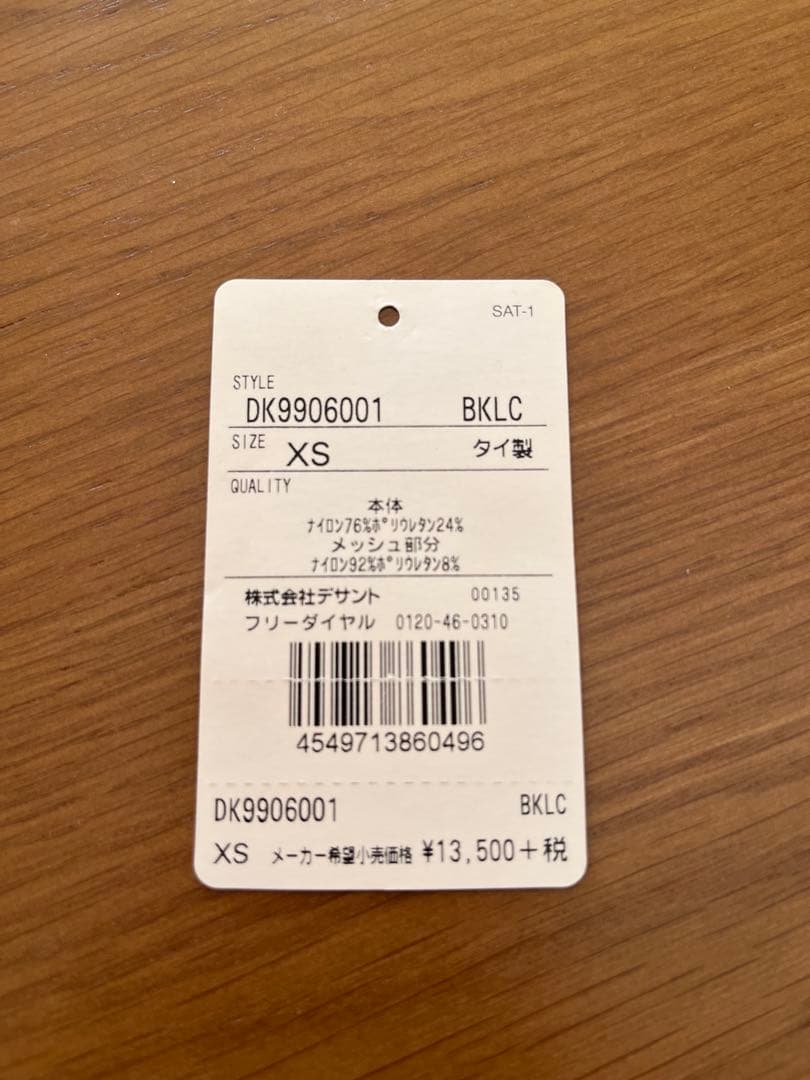 SAT-1
STYLE
DK9906001 BKLC
SIZE XS タイ製
QUALITY
本体
ナイロン76%ポリウレタン24%
メッシュ部分
ナイロン92%ポリウレタン8%
株式会社デサント 00135
フリーダイヤル 0120-46-0310
4549713860496
DK9906001 BKLC
XS メーカー希望小売価格 ¥13,500+税